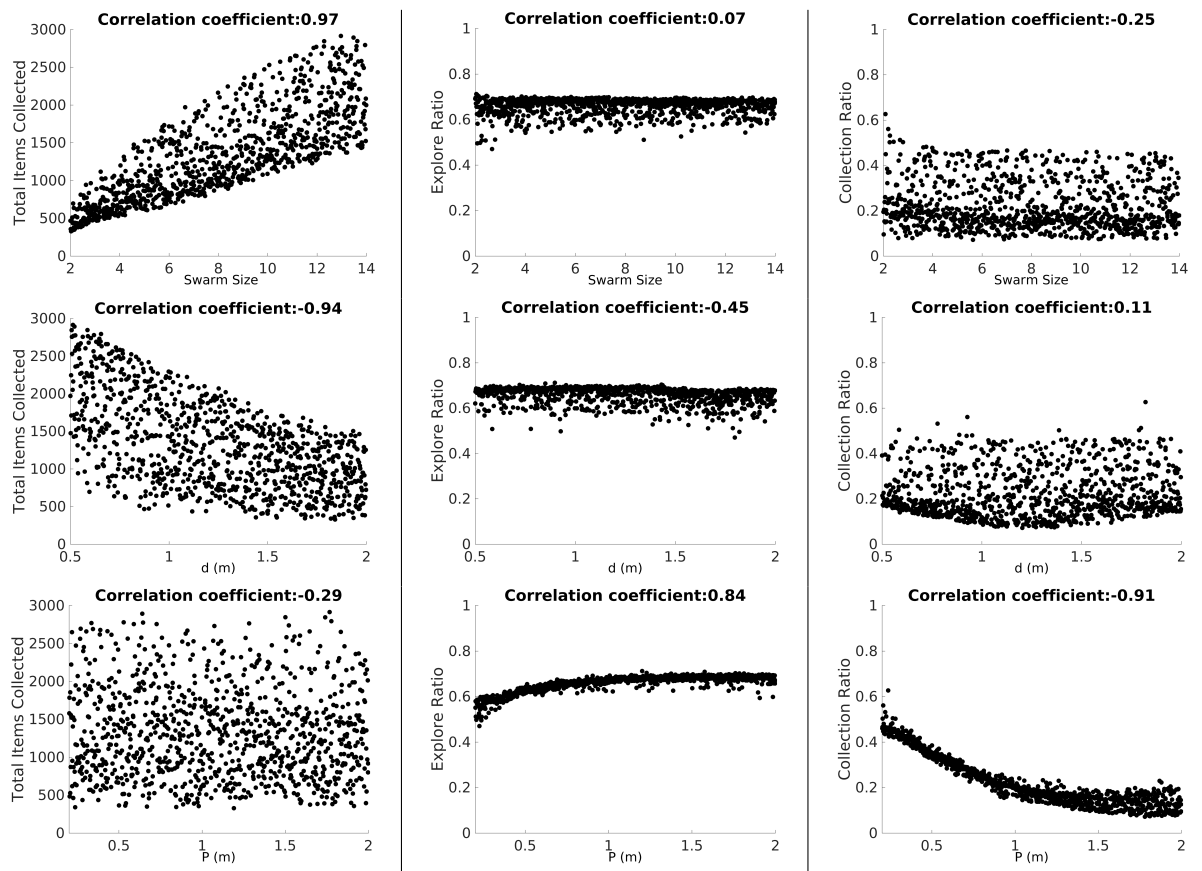 Correlation coefficient:0.97
3000
2500
2000
1500
1000
500
0
Total Items Collected
2 4 6 8 10 12 14
Swarm Size
Correlation coefficient:0.07
1
0.8
0.6
0.4
0.2
0
Explore Ratio
2 4 6 8 10 12 14
Swarm Size
Correlation coefficient:-0.25
1
0.8
0.6
0.4
0.2
0
Collection Ratio
2 4 6 8 10 12 14
Swarm Size
Correlation coefficient:-0.94
3000
2500
2000
1500
1000
500
0
Total Items Collected
0.5 1 1.5 2
d (m)
Correlation coefficient:-0.45
1
0.8
0.6
0.4
0.2
0
Explore Ratio
0.5 1 1.5 2
d (m)
Correlation coefficient:0.11
1
0.8
0.6
0.4
0.2
0
Collection Ratio
0.5 1 1.5 2
d (m)
Correlation coefficient:-0.29
3000
2500
2000
1500
1000
500
0
Total Items Collected
0.5 1 1.5 2
P (m)
Correlation coefficient:0.84
1
0.8
0.6
0.4
0.2
0
Explore Ratio
0.5 1 1.5 2
P (m)
Correlation coefficient:-0.91
1
0.8
0.6
0.4
0.2
0
Collection Ratio
0.5 1 1.5 2
P (m)